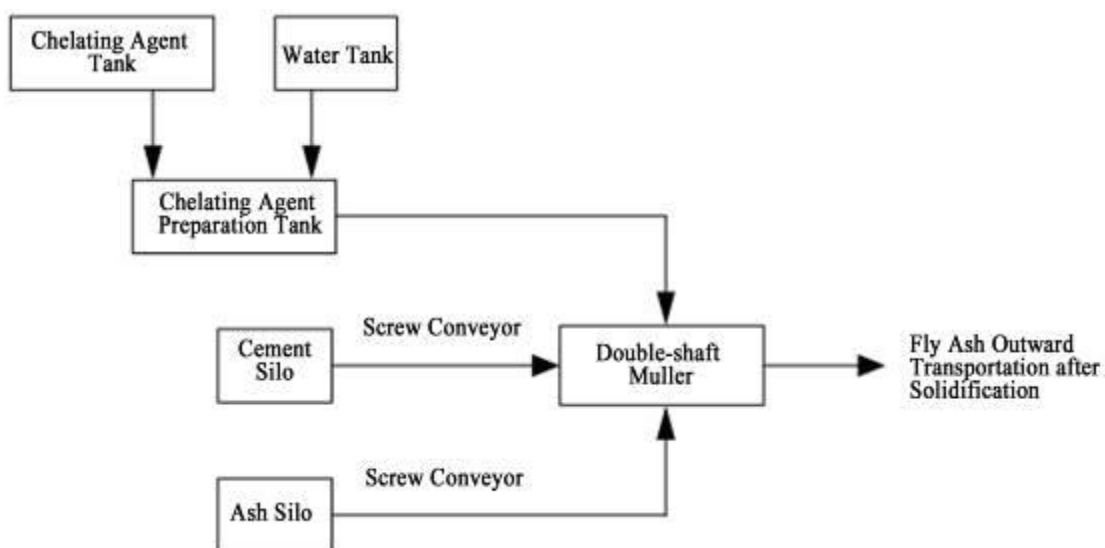 Chelating Agent
Tank
Water Tank
Chelating Agent
Preparation Tank
Screw Conveyor
Cement
Silo
Double-shaft
Muller
Fly Ash Outward
Transportation after
Solidification
Screw Conveyor
Ash Silo